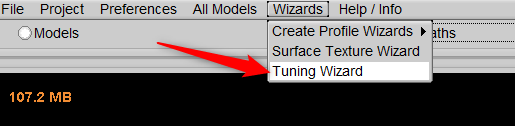 File Project Preferences All Models Wizards Help / Info
Models
Create Profile Wizards
aths
Surface Texture Wizard
Tuning Wizard
107.2 MB